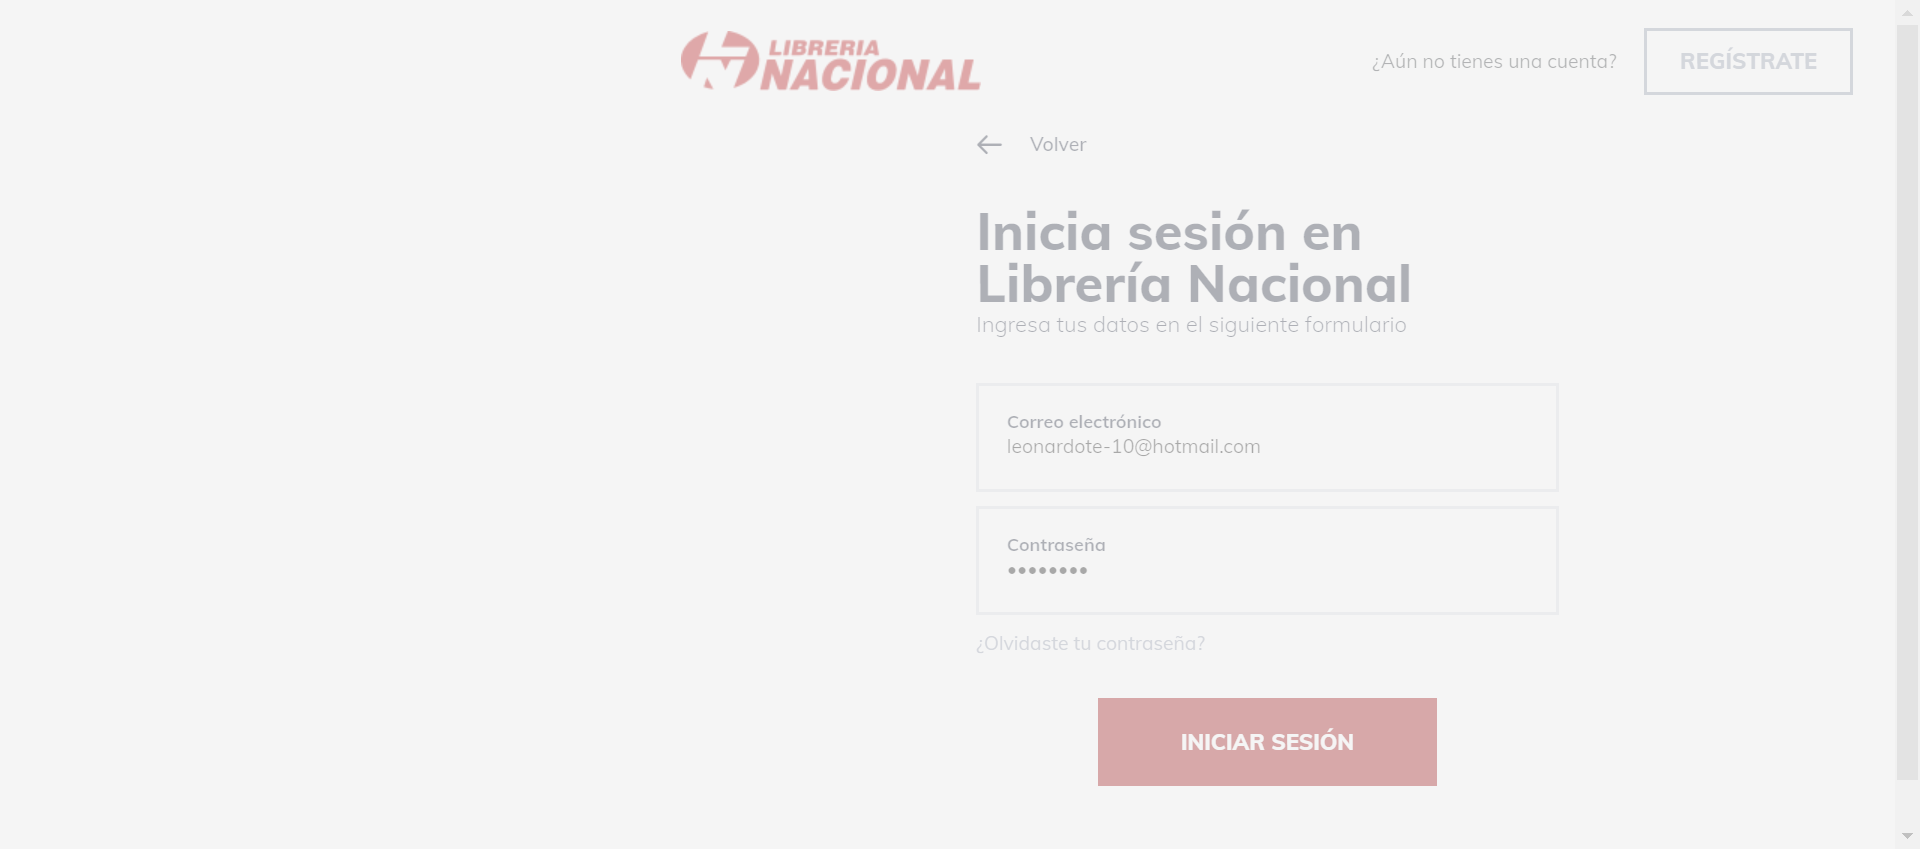 LIBRERIA
NACIONAL
¿Aún no tienes una cuenta?
REGÍSTRATE
Volver
Inicia sesión en
Librería Nacional
Ingresa tus datos en el siguiente formulario
Correo electrónico
leonardote-10@hotmail.com
Contraseña
••••••••
¿Olvidaste tu contraseña?
INICIAR SESIÓN